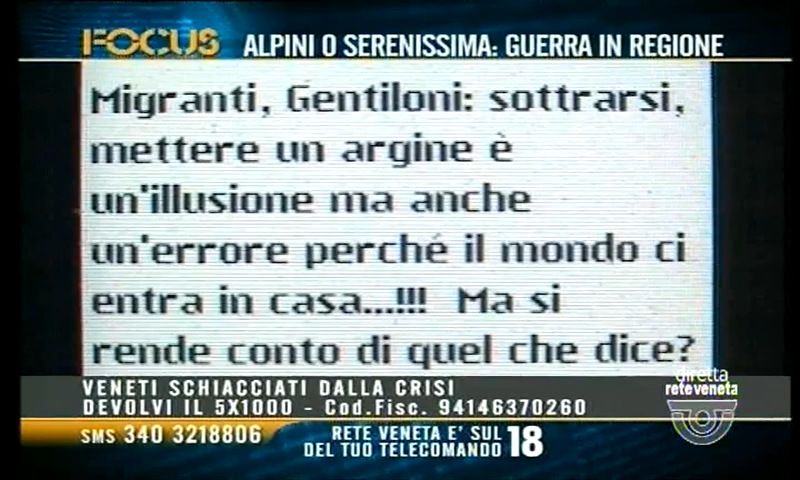 FOCUS ALPINI O SERENISSIMA: GUERRA IN REGIONE
Migranti, Gentiloni: sottrarsi,
mettere un argine è
un'illusione ma anche
un'errore perché il mondo ci
entra in casa...!!! Ma si
rende conto di quel che dice?
diretta
reteveneta
VENETI SCHIACCIATI DALLA CRISI
DEVOLVI IL 5X1000 - Cod.Fisc. 94146370260
SMS 340 3218806
RETE VENETA E' SUL
DEL TUO TELECOMANDO 18